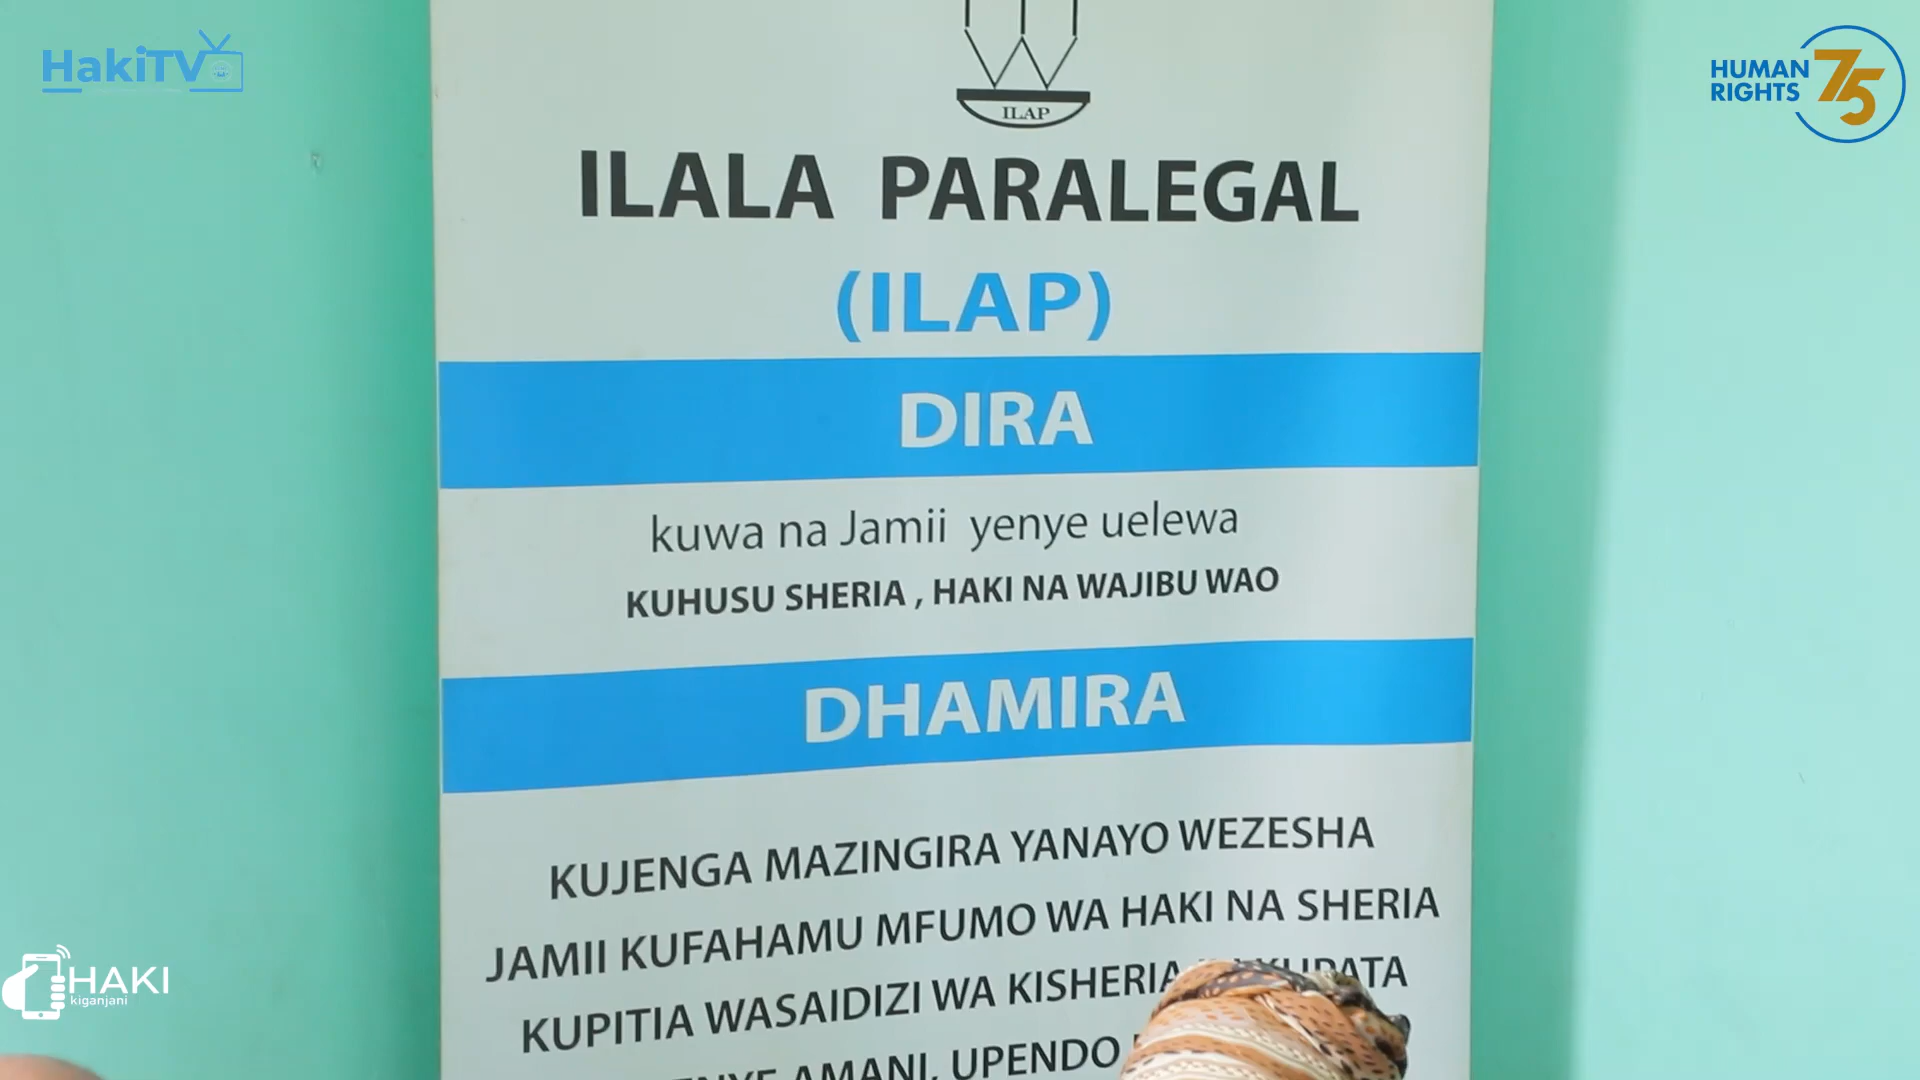 HakiTV
HUMAN
RIGHTS
75
ILAP
ILALA PARALEGAL
(ILAP)
DIRA
kuwa na Jamii yenye uelewa
KUHUSU SHERIA , HAKI NA WAJIBU WAO
DHAMIRA
KUJENGA MAZINGIRA YANAYO WEZESHA
JAMII KUFAHAMU MFUMO WA HAKI NA SHERIA
KUPITIA WASAIDIZI WA KISHERIA
AMANI, UPENDO
HAKI
kiganjani